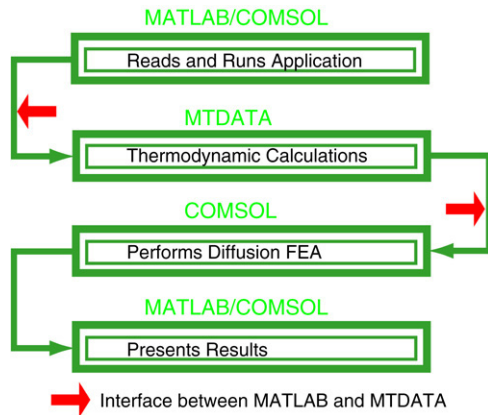 MATLAB/COMSOL
Reads and Runs Application
MTDATA
Thermodynamic Calculations
COMSOL
Performs Diffusion FEA
MATLAB/COMSOL
Presents Results
Interface between MATLAB and MTDATA